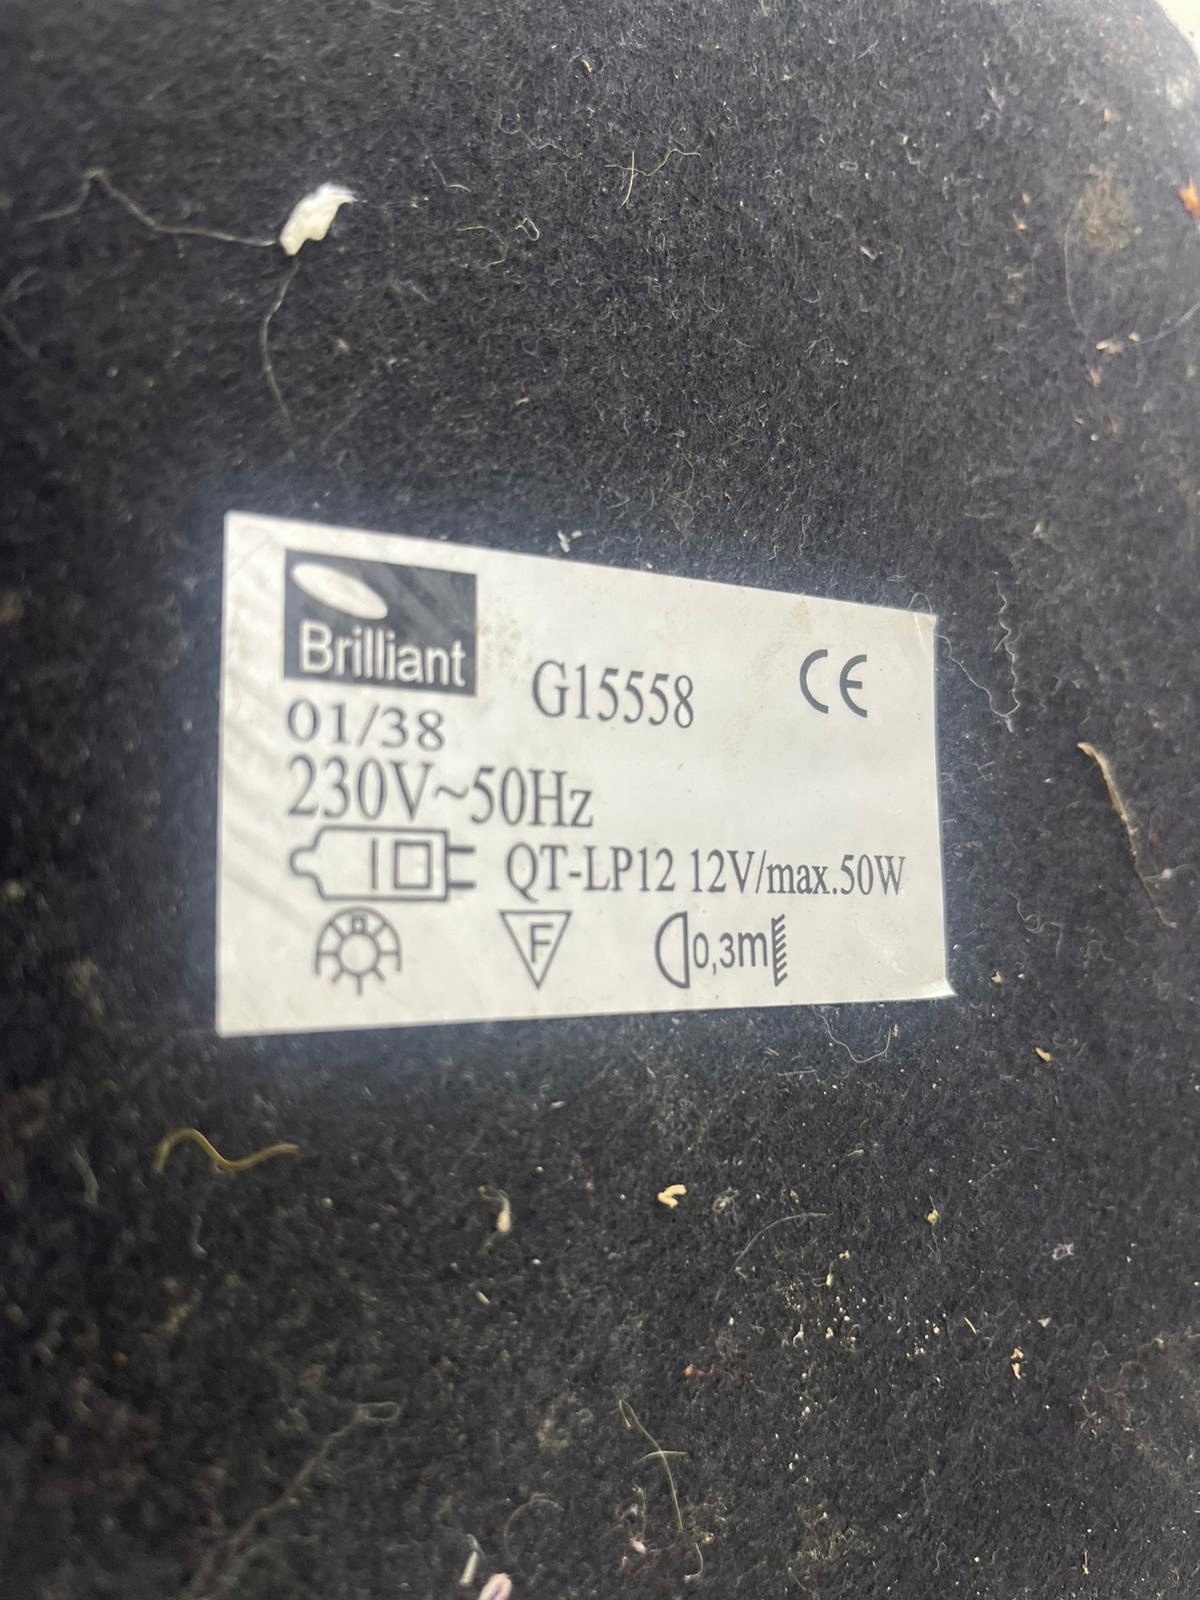 Brilliant
G15558
CE
01/38
230V~50Hz
QT-LP12 12V/max.50W
F
0,3m